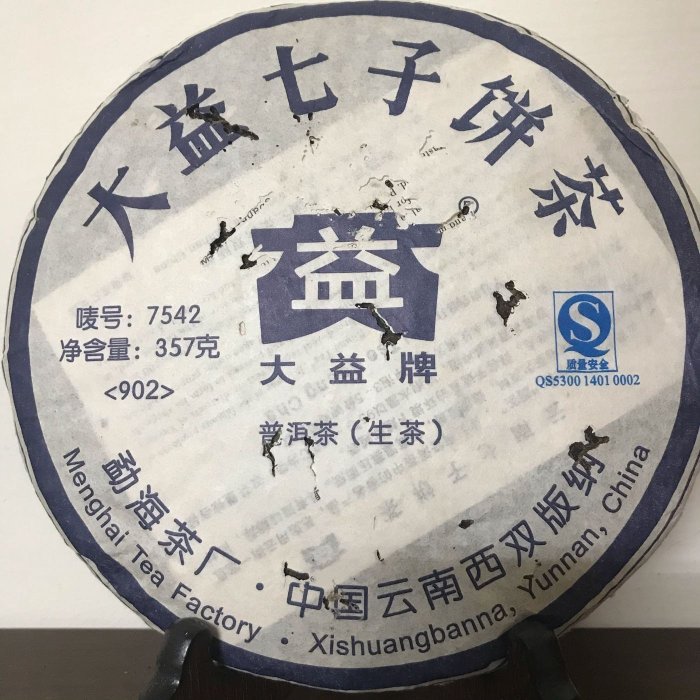 大益七子饼茶
®
益
大益牌
唛号：7542
净含量：357克
<902>
质量安全
QS5300 1401 0002
普洱茶（生茶）
勐海茶厂·中国云南西双版纳
Menghai Tea Factory · Xishuangbanna, Yunnan, China